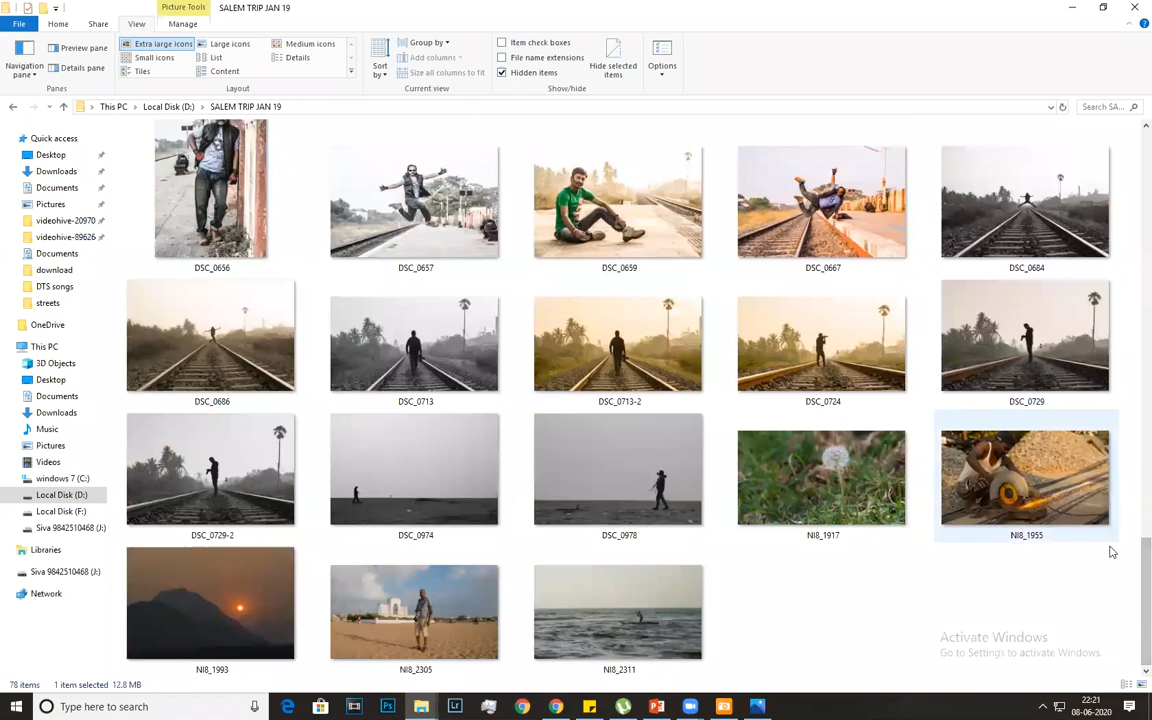 Picture Tools
SALEM TRIP JAN 19
File
Home
Share
View
Manage
Navigation pane
Preview pane
Details pane
Panes
Extra large icons
Large icons
Medium icons
Small icons
List
Details
Tiles
Content
Layout
Sort by
Group by
Add columns
Size all columns to fit
Current view
Item check boxes
File name extensions
Hidden items
Hide selected items
Show/hide
Options
This PC > Local Disk (D:) > SALEM TRIP JAN 19
Search SA...
Quick access
Desktop
Downloads
Documents
Pictures
videohive-20970
videohive-89626
Documents
download
DTS songs
streets
OneDrive
This PC
3D Objects
Desktop
Documents
Downloads
Music
Pictures
Videos
windows 7 (C:)
Local Disk (D:)
Local Disk (F:)
Siva 9842510468 (J:)
Libraries
Siva 9842510468 (J:)
Network
DSC_0656
DSC_0657
DSC_0659
DSC_0667
DSC_0684
DSC_0686
DSC_0713
DSC_0713-2
DSC_0724
DSC_0729
DSC_0729-2
DSC_0974
DSC_0978
NI8_1917
NI8_1955
NI8_1993
NI8_2305
NI8_2311
Activate Windows
Go to Settings to activate Windows.
78 items
1 item selected 12.8 MB
Type here to search
22:21
08-06-2020